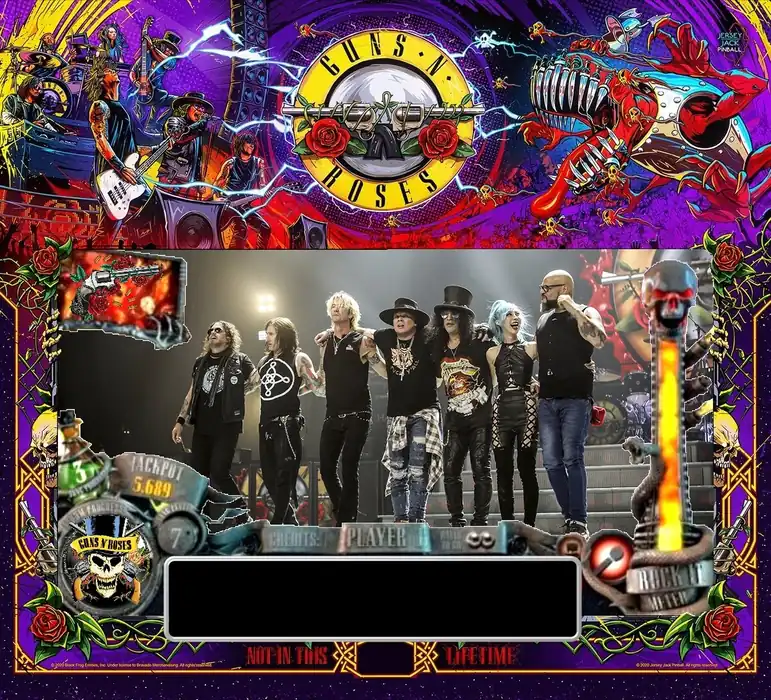 GUNS · N ·
ROSES
JERSEY
JACK
PINBALL
3
JACKPOT
5.689
7
CREDITS:
PLAYER
GUNS N' ROSES
ROCK IT
METER
NOT IN THIS LIFETIME